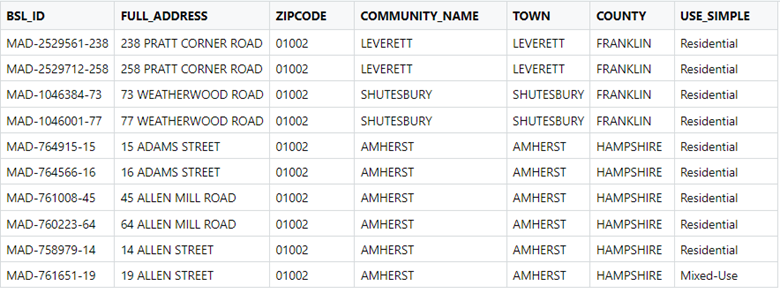 BSL_ID FULL_ADDRESS ZIPCODE COMMUNITY_NAME TOWN COUNTY USE_SIMPLE
MAD-2529561-238 238 PRATT CORNER ROAD 01002 LEVERETT LEVERETT FRANKLIN Residential
MAD-2529712-258 258 PRATT CORNER ROAD 01002 LEVERETT LEVERETT FRANKLIN Residential
MAD-1046384-73 73 WEATHERWOOD ROAD 01002 SHUTESBURY SHUTESBURY FRANKLIN Residential
MAD-1046001-77 77 WEATHERWOOD ROAD 01002 SHUTESBURY SHUTESBURY FRANKLIN Residential
MAD-764915-15 15 ADAMS STREET 01002 AMHERST AMHERST HAMPSHIRE Residential
MAD-764566-16 16 ADAMS STREET 01002 AMHERST AMHERST HAMPSHIRE Residential
MAD-761008-45 45 ALLEN MILL ROAD 01002 AMHERST AMHERST HAMPSHIRE Residential
MAD-760223-64 64 ALLEN MILL ROAD 01002 AMHERST AMHERST HAMPSHIRE Residential
MAD-758979-14 14 ALLEN STREET 01002 AMHERST AMHERST HAMPSHIRE Residential
MAD-761651-19 19 ALLEN STREET 01002 AMHERST AMHERST HAMPSHIRE Mixed-Use